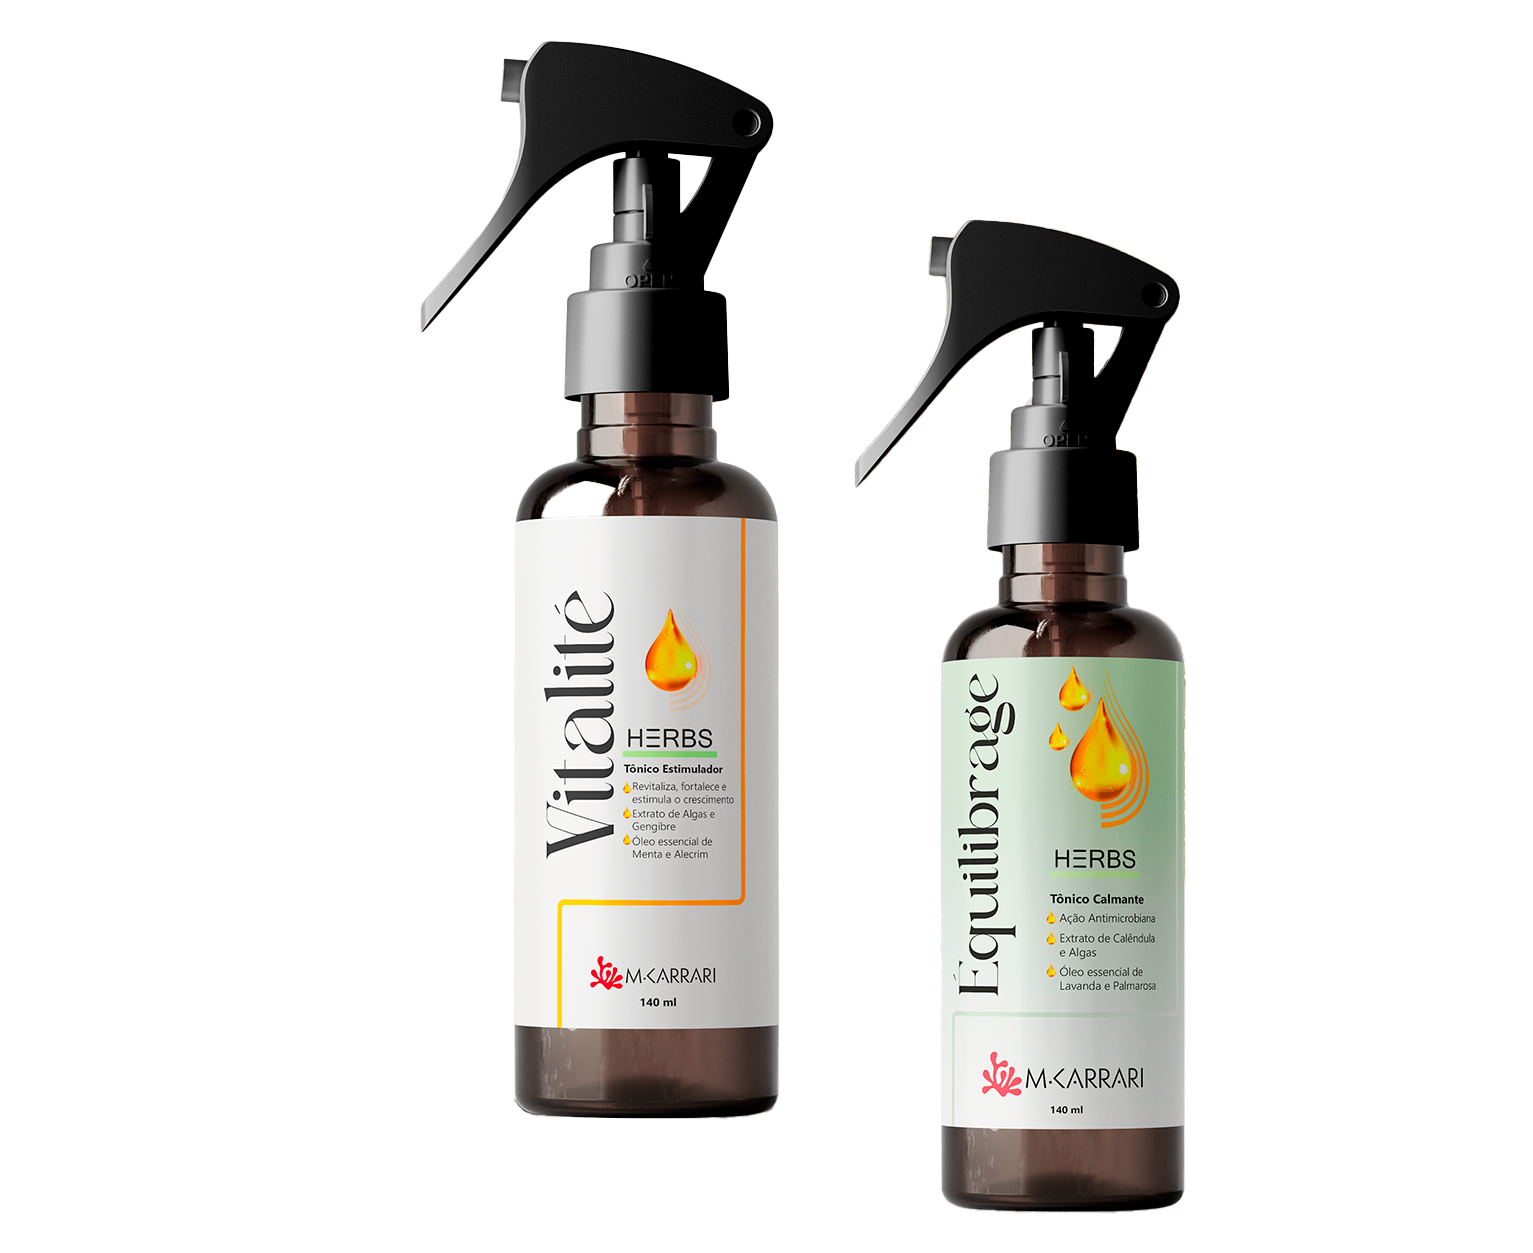 Vitalité
HERBS
Tônico Estimulador
Revitaliza, fortalece e
estimula o crescimento
Extrato de Algas e
Gengibre
Óleo essencial de
Menta e Alecrim
M·CARRARI
140 ml
Équilibrage
HERBS
Tônico Calmante
Ação Antimicrobiana
Extrato de Calêndula
e Algas
Óleo essencial de
Lavanda e Palmarosa
M·CARRARI
140 ml